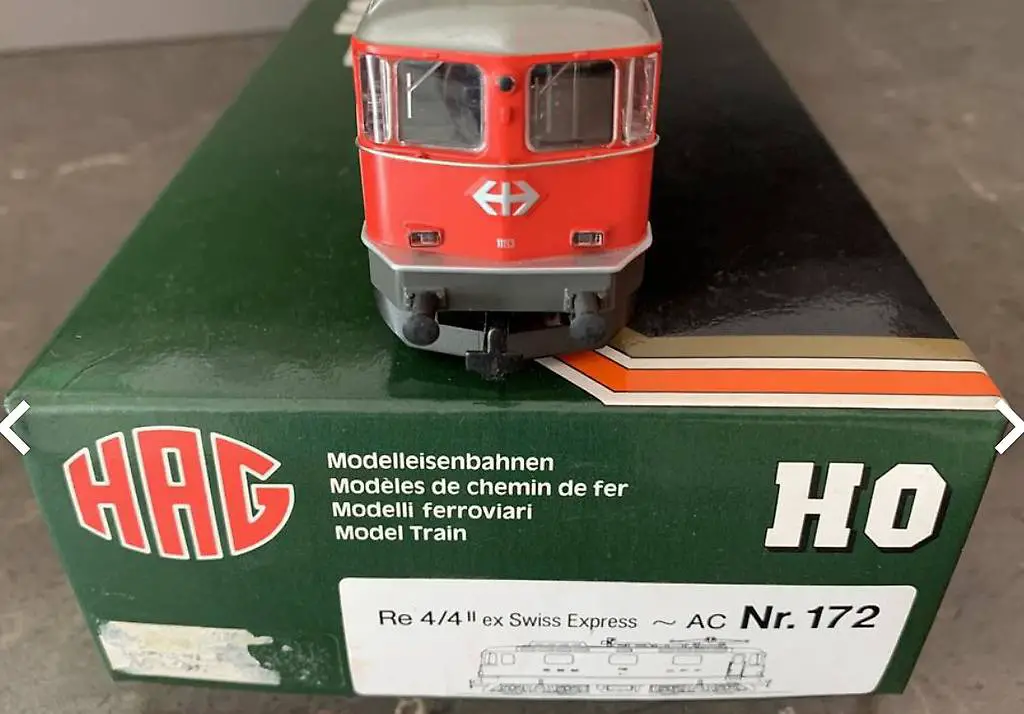 HAG
Modelleisenbahnen
Modèles de chemin de fer
Modelli ferroviari
Model Train
HO
Re 4/4 II ex Swiss Express ~ AC Nr. 172